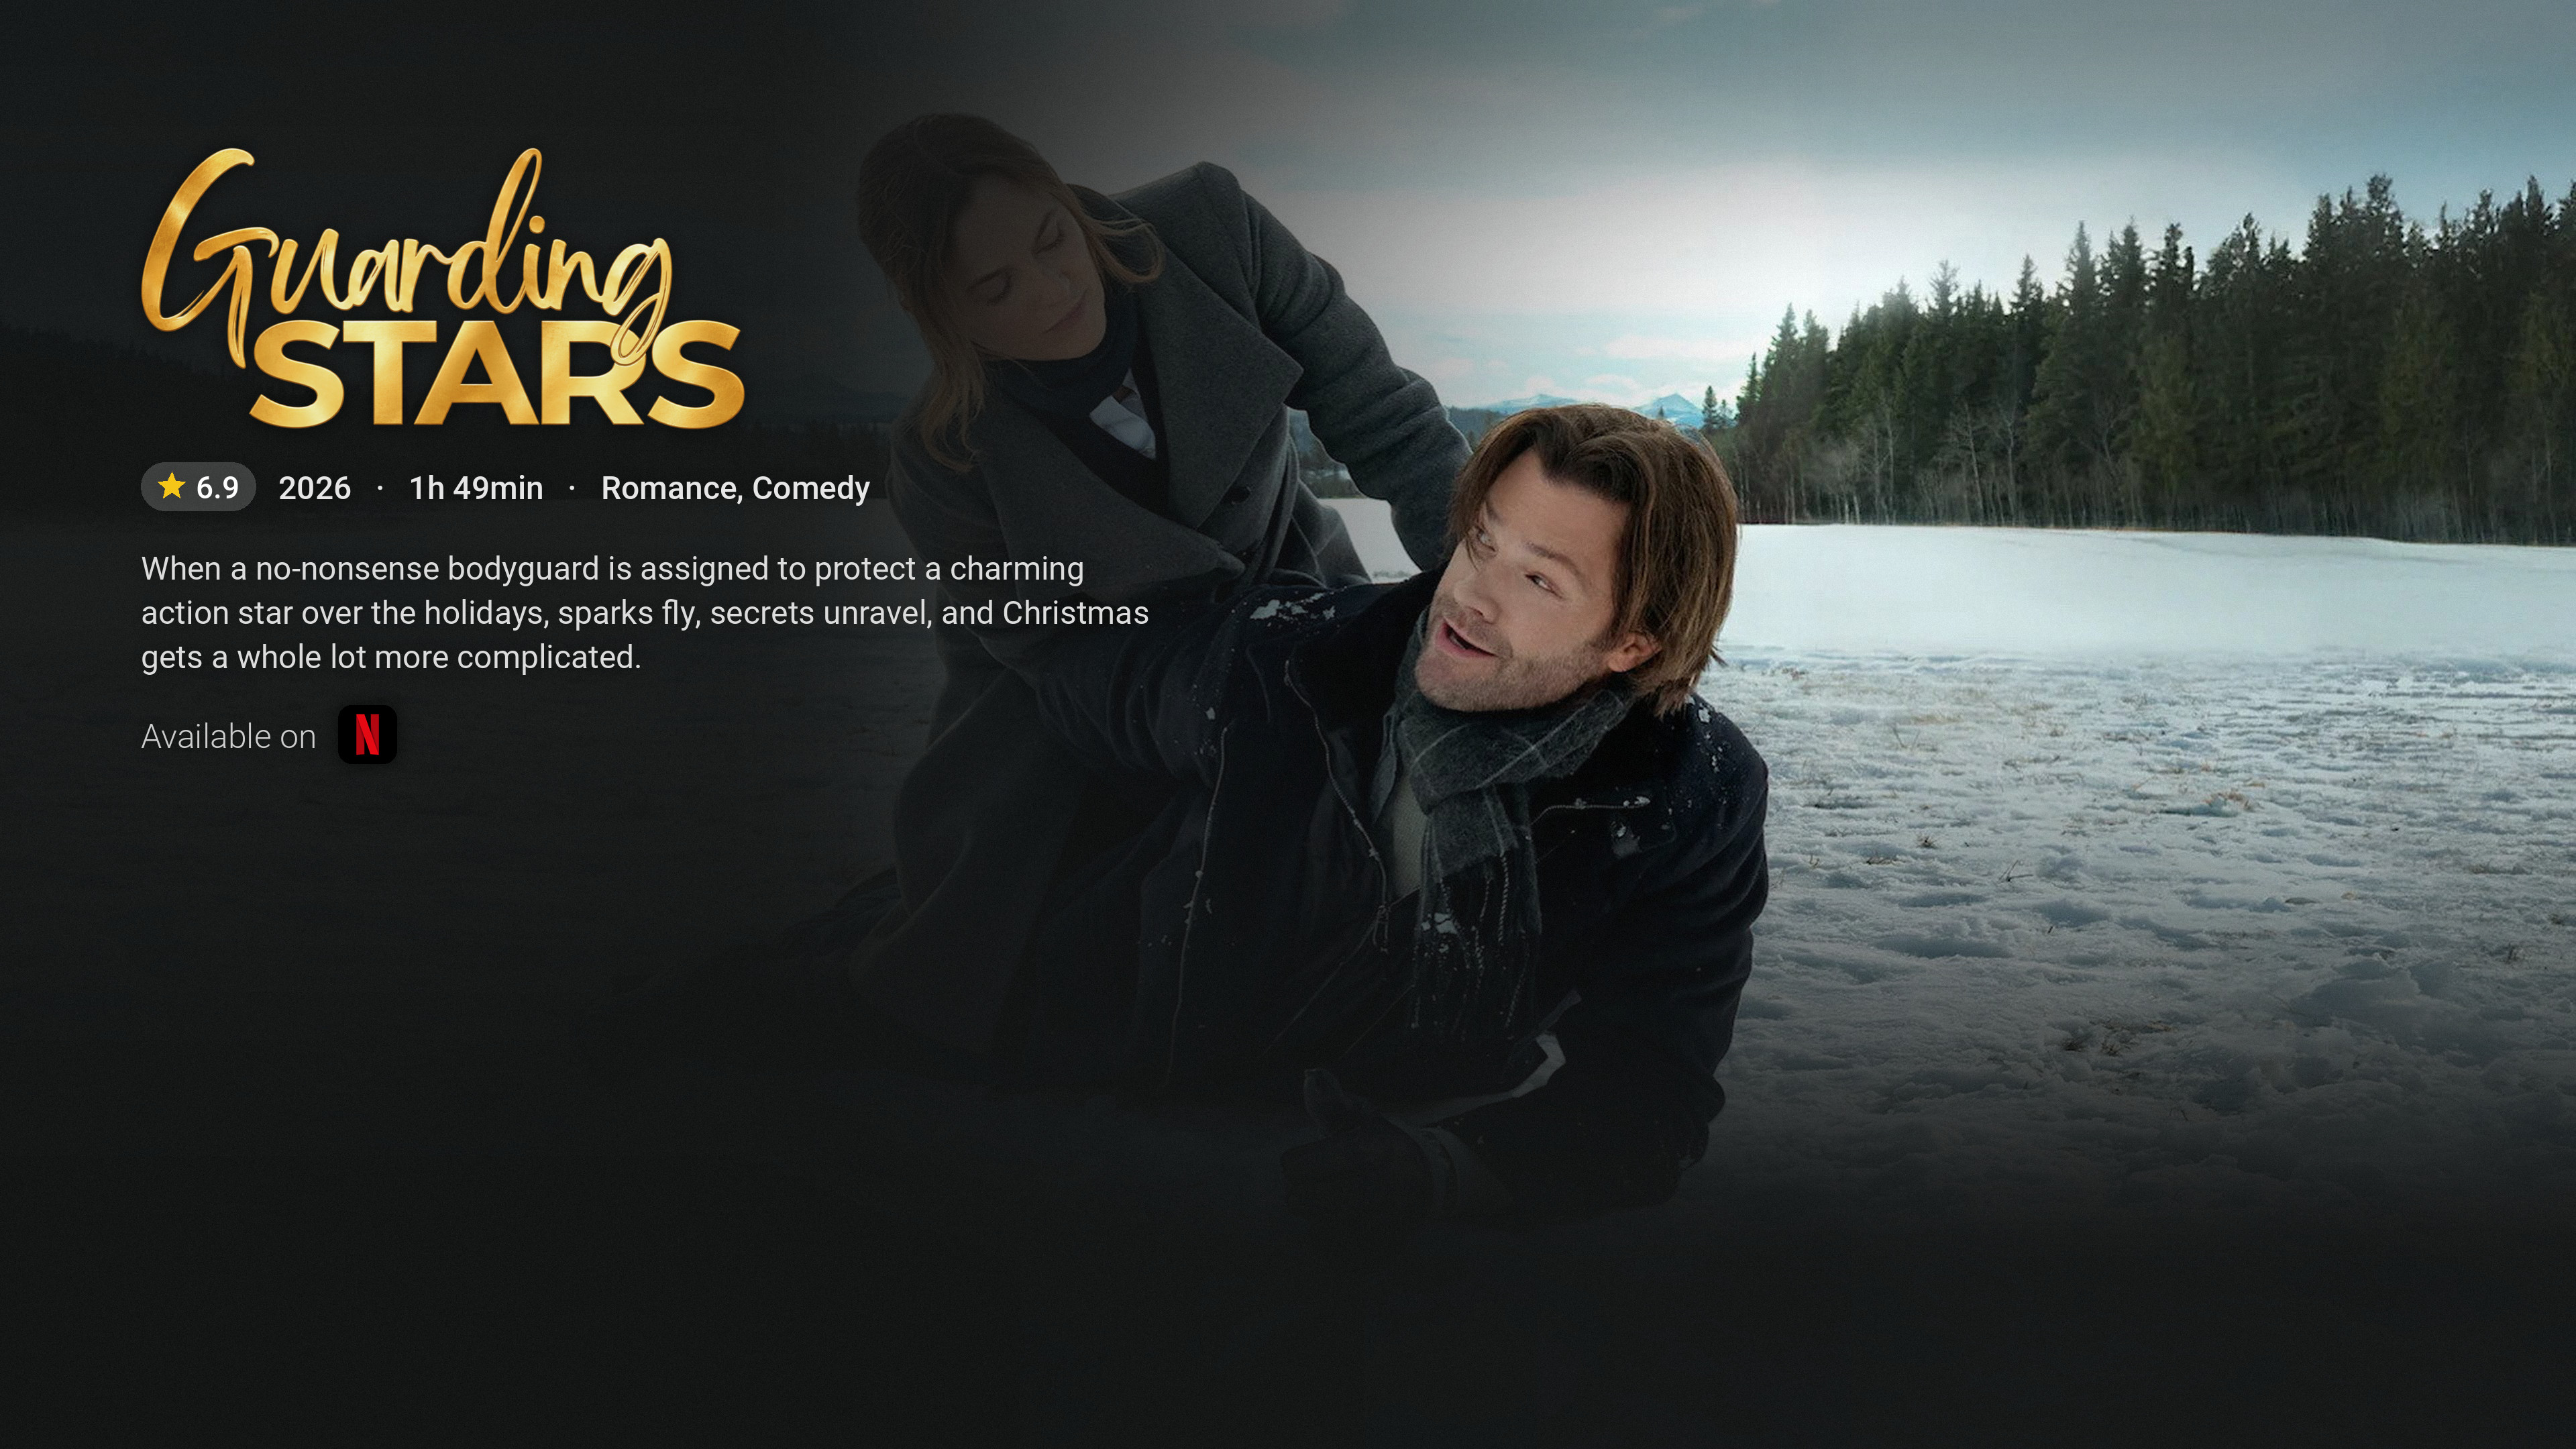 Guarding
STARS
6.9 2026 · 1h 49min · Romance, Comedy
When a no-nonsense bodyguard is assigned to protect a charming
action star over the holidays, sparks fly, secrets unravel, and Christmas
gets a whole lot more complicated.
Available on N